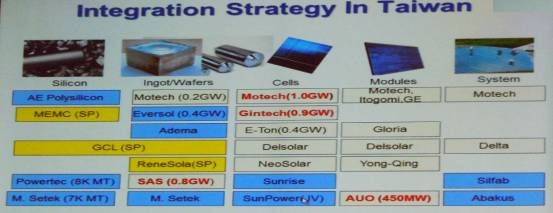 Integration Strategy In Taiwan
Silicon Ingot/Wafers Cells Modules System
AE Polysilicon Motech (0.2GW) Motech(1.0GW) Motech, Motech
Itogomi,GE
MEMC (SP) Eversol (0.4GW) Gintech(0.9GW)
Adema E-Ton(0.4GW) Gloria
GCL (SP) Delsolar Delsolar Delta
ReneSola(SP) NeoSolar Yong-Qing
Powertec (8K MT) SAS (0.8GW) Sunrise Silfab
M. Setek (7K MT) M. Setek SunPower(JV) AUO (450MW) Abakus